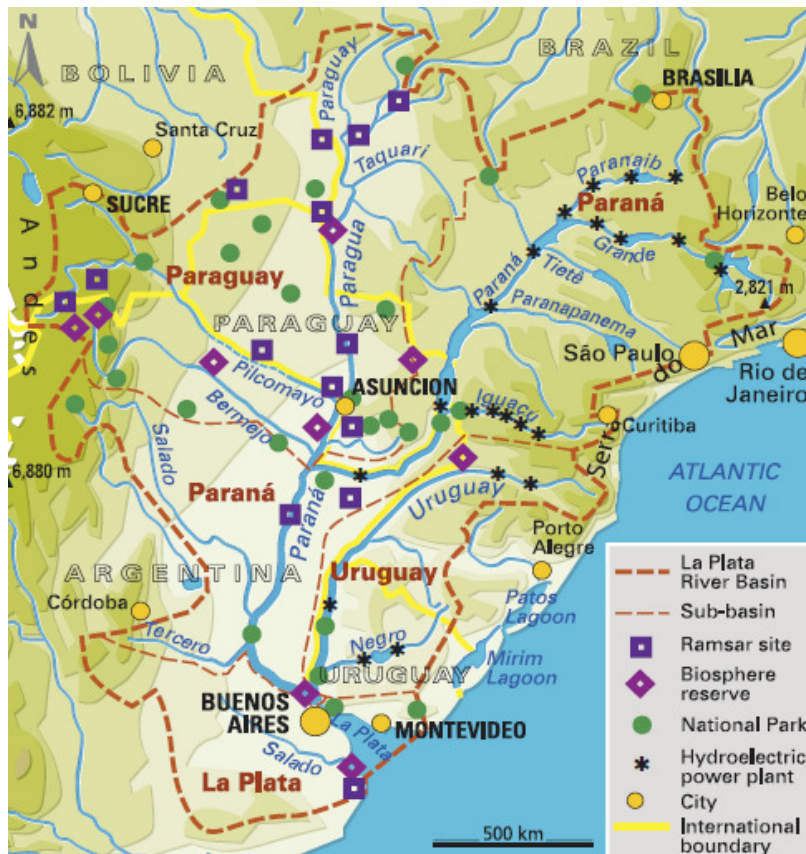 N
BOLIVIA
BRAZIL
Paraguay
BRASILIA
6,882 m
Santa Cruz
Taquari
Paranaib
Belo
Horizonte
SUCRE
Paraná
Grande
Andes
Paraguay
Paragua
Paraná
Tietê
2,821 m
PARAGUAY
Paranapanema
São Paulo
Serra do Mar
Rio de
Janeiro
Pilcomayo
ASUNCION
Iguaçu
Bermejo
Curitiba
Salado
6,880 m
ATLANTIC
OCEAN
Paraná
Paraná
Uruguay
Porto
Alegre
ARGENTINA
Uruguay
Patos
Lagoon
Córdoba
Tercero
Negro
Mirim
Lagoon
URUGUAY
BUENOS
AIRES
La Plata
MONTEVIDEO
Salado
La Plata
500 km
La Plata
River Basin
Sub-basin
Ramsar site
Biosphere
reserve
National Park
Hydroelectric
power plant
City
International
boundary